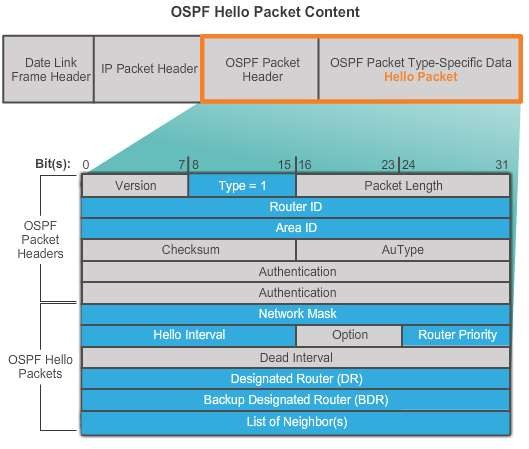 OSPF Hello Packet Content
Date Link
Frame Header
IP Packet Header
OSPF Packet
Header
OSPF Packet Type-Specific Data
Hello Packet
Bit(s): 0 7 8 15 16 23 24 31
OSPF
Packet
Headers
Version Type = 1 Packet Length
Router ID
Area ID
Checksum AuType
Authentication
Authentication
OSPF Hello
Packets
Network Mask
Hello Interval Option Router Priority
Dead Interval
Designated Router (DR)
Backup Designated Router (BDR)
List of Neighbor(s)